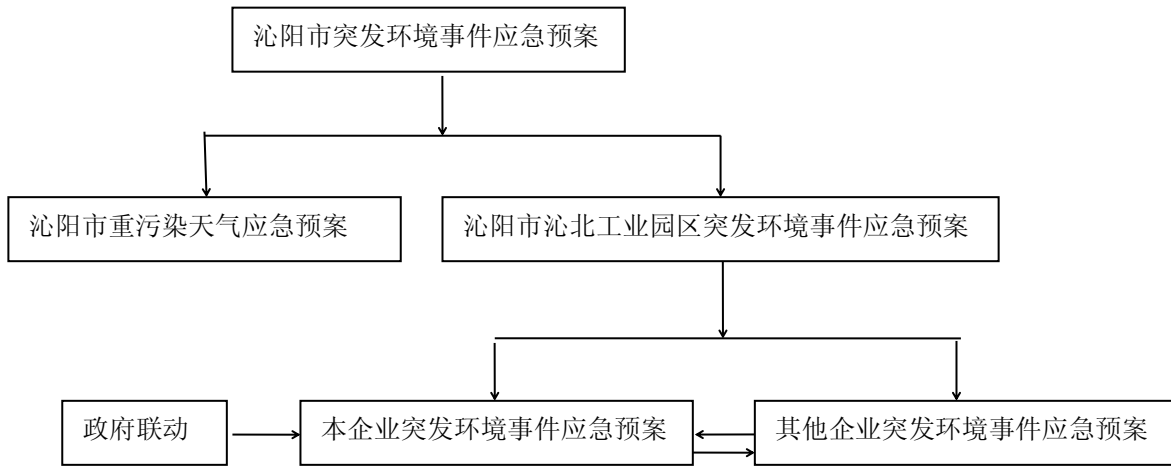 沁阳市突发环境事件应急预案
沁阳市重污染天气应急预案
沁阳市沁北工业园区突发环境事件应急预案
政府联动
本企业突发环境事件应急预案
其他企业突发环境事件应急预案